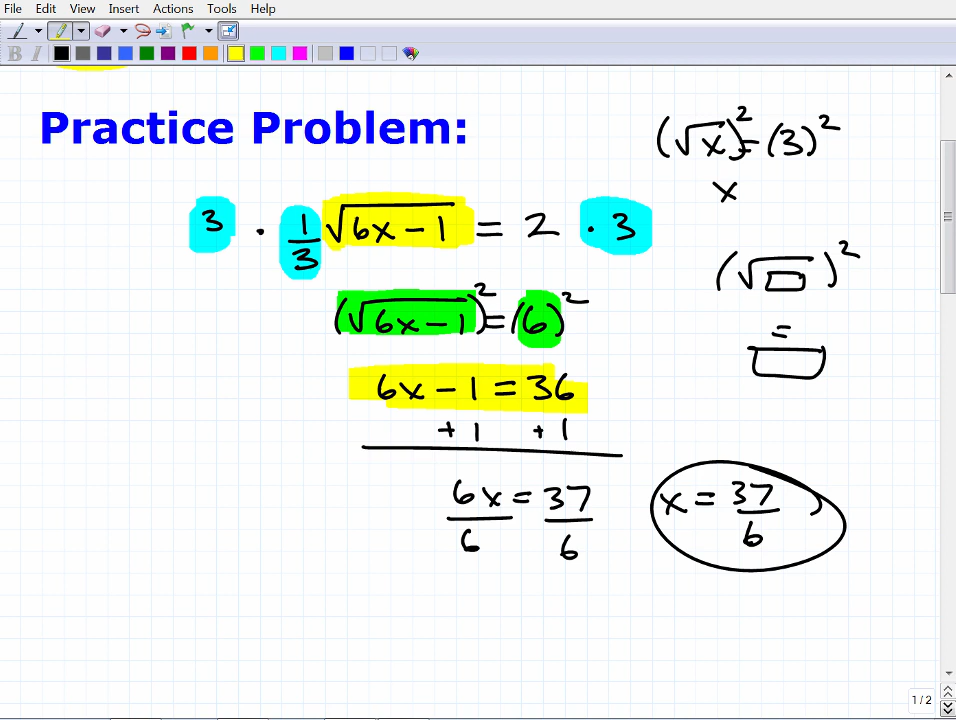 File Edit View Insert Actions Tools Help
B I
Practice Problem:
3 · 1/3 √(6x − 1) = 2 · 3
(√(6x − 1))² = (6)²
6x − 1 = 36
+ 1 + 1
6x = 37
6 6
x = 37/6
(√x)² = (3)²
x
(√▭)²
=
▭
1 / 2